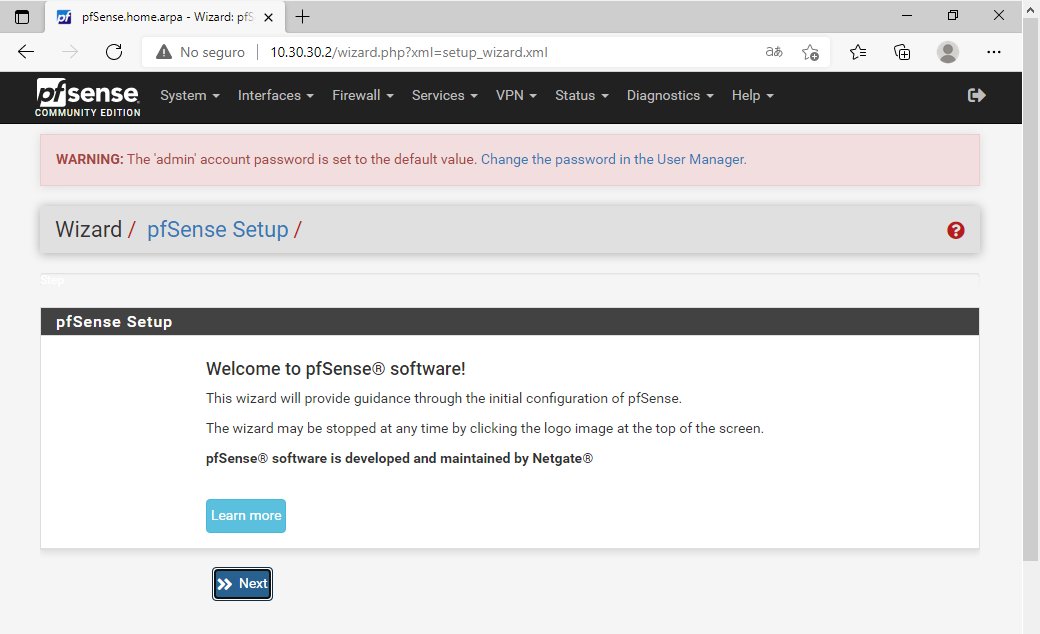 pfSense.home.arpa - Wizard: pfS
No seguro 10.30.30.2/wizard.php?xml=setup_wizard.xml aあ
pfsense
COMMUNITY EDITION
System Interfaces Firewall Services VPN Status Diagnostics Help
WARNING: The 'admin' account password is set to the default value. Change the password in the User Manager.
Wizard / pfSense Setup /
Step
pfSense Setup
Welcome to pfSense® software!
This wizard will provide guidance through the initial configuration of pfSense.
The wizard may be stopped at any time by clicking the logo image at the top of the screen.
pfSense® software is developed and maintained by Netgate®
Learn more
Next